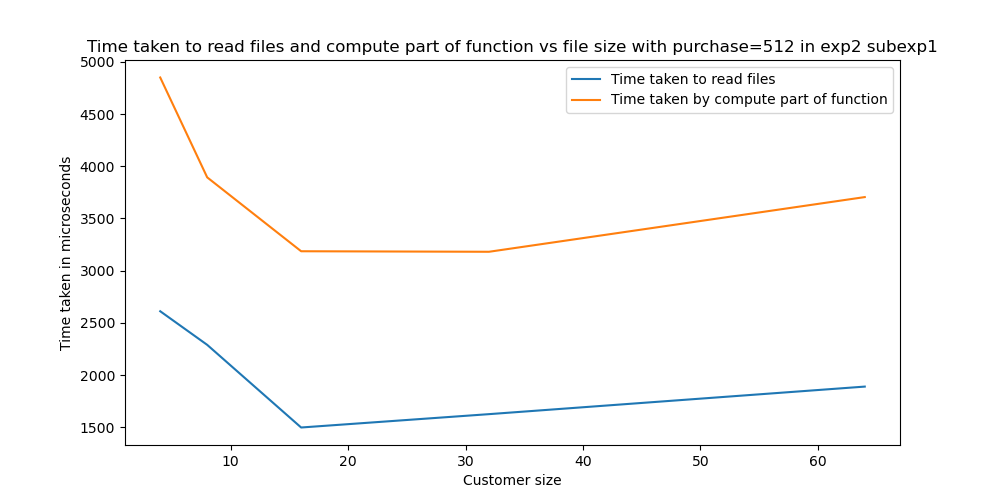 Time taken to read files and compute part of function vs file size with purchase=512 in exp2 subexp1
Time taken to read files
Time taken by compute part of function
Time taken in microseconds
5000
4500
4000
3500
3000
2500
2000
1500
10
20
30
40
50
60
Customer size